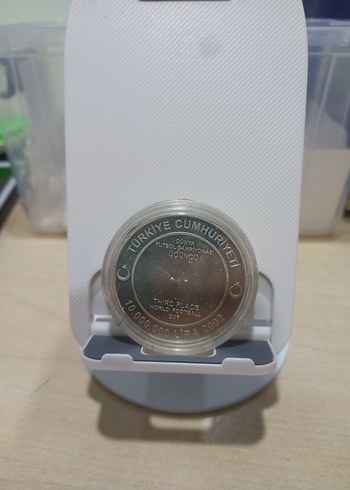 TÜRKİYE CUMHURİYETİ
DÜNYA
FUTBOL ŞAMPİYONASI
ÜÇÜNCÜ
THIRD PLACE
WORLD FOOTBALL
CUP
10.000.000 LİRA 2002